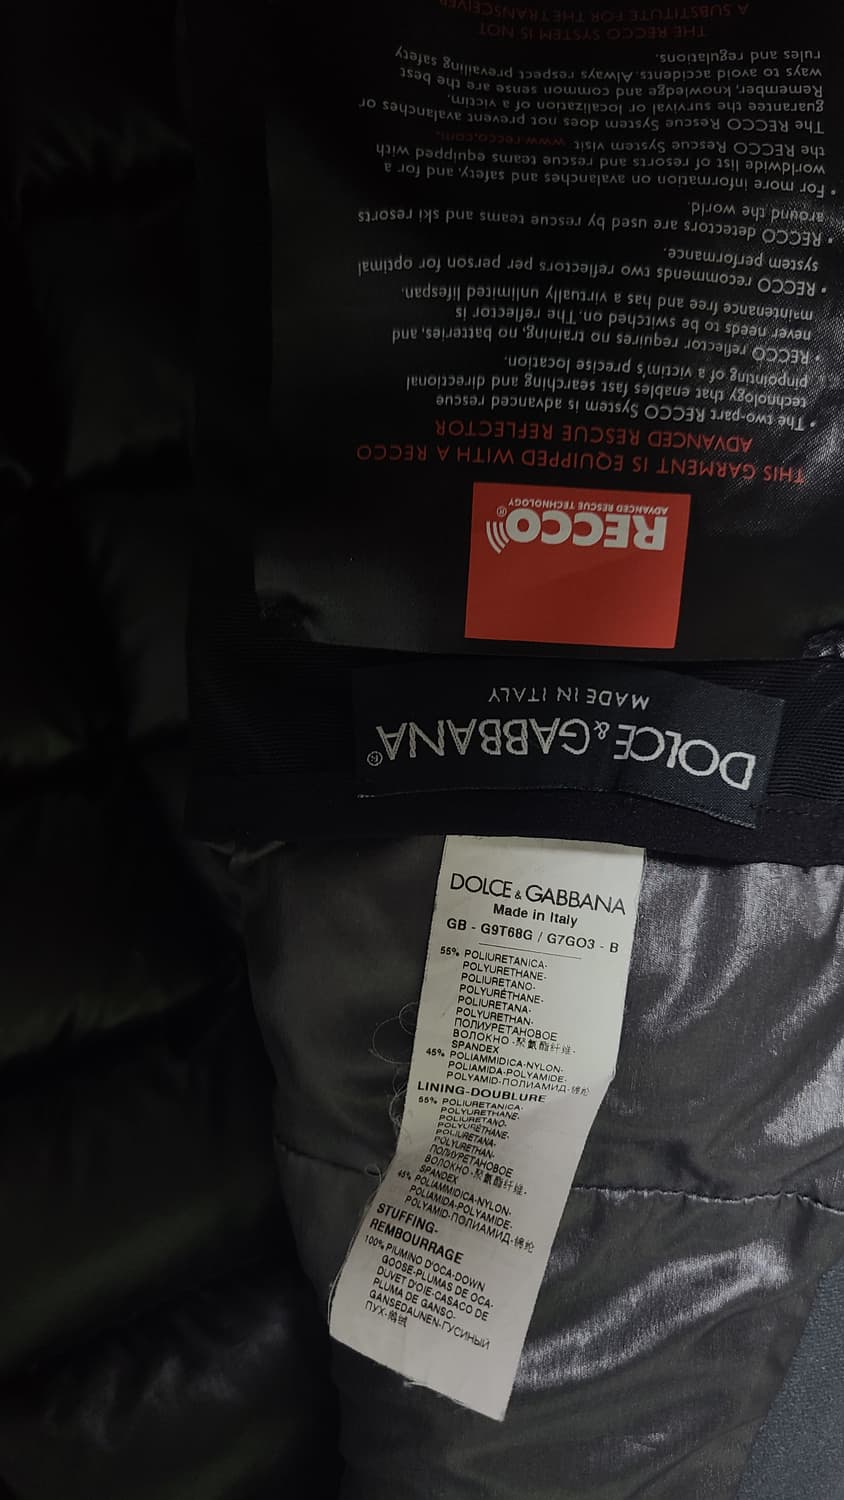 DOLCE & GABBANA
Made in Italy
GB - G9T68G / G7GO3 - B
55% POLIURETANICA-
POLYURETHANE-
POLIURETANO-
POLYURÉTHANE-
POLIURETANA-
POLYURETHAN-
ПОЛИУРЕТАНОВОЕ
ВОЛОКНО-聚氨酯纤维-
SPANDEX
45% POLIAMMIDICA-NYLON-
POLIAMIDA-POLYAMIDE-
POLYAMID-ПОЛИАМИД-锦纶
LINING-DOUBLURE
55% POLIURETANICA-
POLYURETHANE-
POLIURETANO-
POLYURÉTHANE-
POLIURETANA-
POLYURETHAN-
ПОЛИУРЕТАНОВОЕ
ВОЛОКНО-聚氨酯纤维-
SPANDEX
45% POLIAMMIDICA-NYLON-
POLIAMIDA-POLYAMIDE-
POLYAMID-ПОЛИАМИД-锦纶
STUFFING-
REMBOURRAGE
100% PIUMINO D'OCA-DOWN
GOOSE-PLUMAS DE OCA-
DUVET D'OIE-CASACO DE
PLUMA DE GANSO-
GANSEDAUNEN-ГУСИНЫЙ
ПУХ-鹅绒
DOLCE & GABBANA®
MADE IN ITALY
RECCO®
ADVANCED RESCUE TECHNOLOGY
THIS GARMENT IS EQUIPPED WITH A RECCO
ADVANCED RESCUE REFLECTOR
• The two-part RECCO System is advanced rescue
technology that enables fast searching and directional
pinpointing of a victim's precise location.
• RECCO reflector requires no training, no batteries, and
never needs to be switched on. The reflector is
maintenance free and has a virtually unlimited lifespan.
• RECCO recommends two reflectors per person for optimal
system performance.
• RECCO detectors are used by rescue teams and ski resorts
around the world.
• For more information on avalanches and safety, and for a
worldwide list of resorts and rescue teams equipped with
the RECCO Rescue System visit www.recco.com.
The RECCO Rescue System does not prevent avalanches or
guarantee the survival or localization of a victim.
Remember, knowledge and common sense are the best
ways to avoid accidents. Always respect prevailing safety
rules and regulations.
THE RECCO SYSTEM IS NOT
A SUBSTITUTE FOR THE TRANSCEIVER